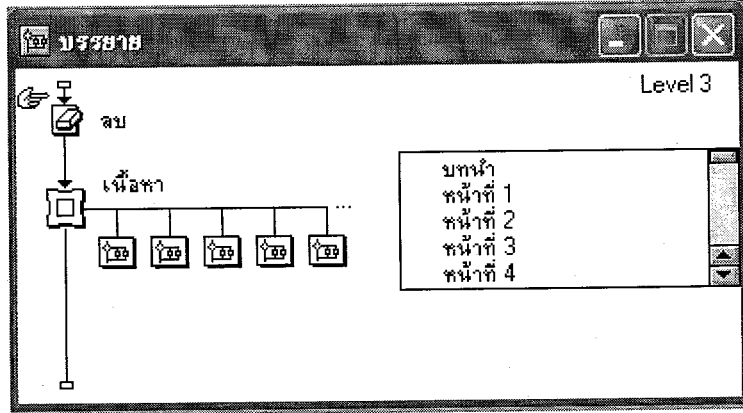 บรรยาย
Level 3
ลบ
เนื้อหา
...
บทนำ
หน้าที่ 1
หน้าที่ 2
หน้าที่ 3
หน้าที่ 4